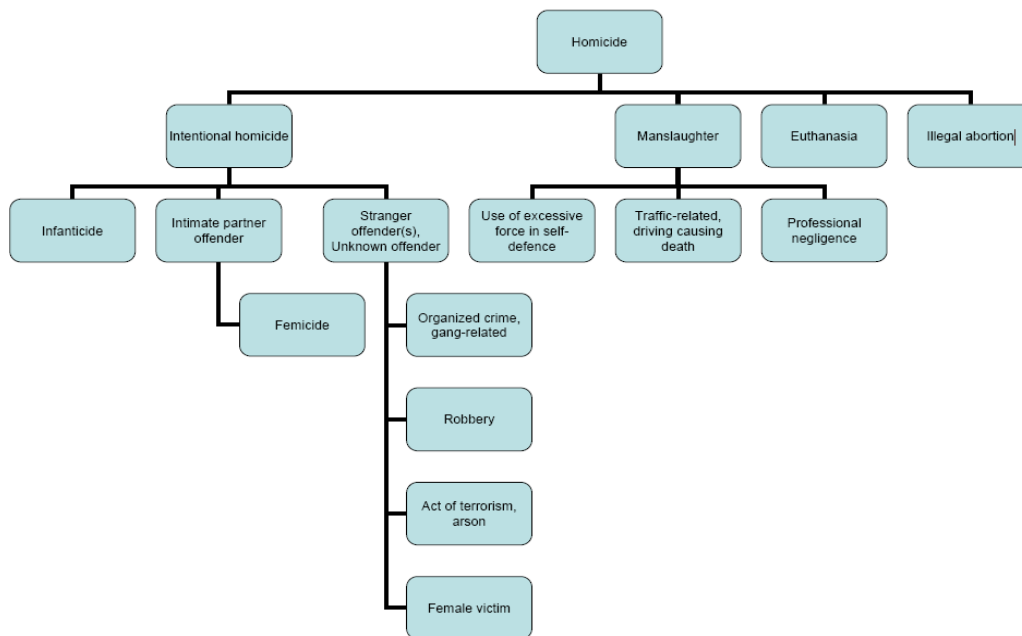 Homicide
Intentional homicide
Manslaughter
Euthanasia
Illegal abortion
Infanticide
Intimate partner
offender
Stranger
offender(s),
Unknown offender
Use of excessive
force in self-
defence
Traffic-related,
driving causing
death
Professional
negligence
Femicide
Organized crime,
gang-related
Robbery
Act of terrorism,
arson
Female victim